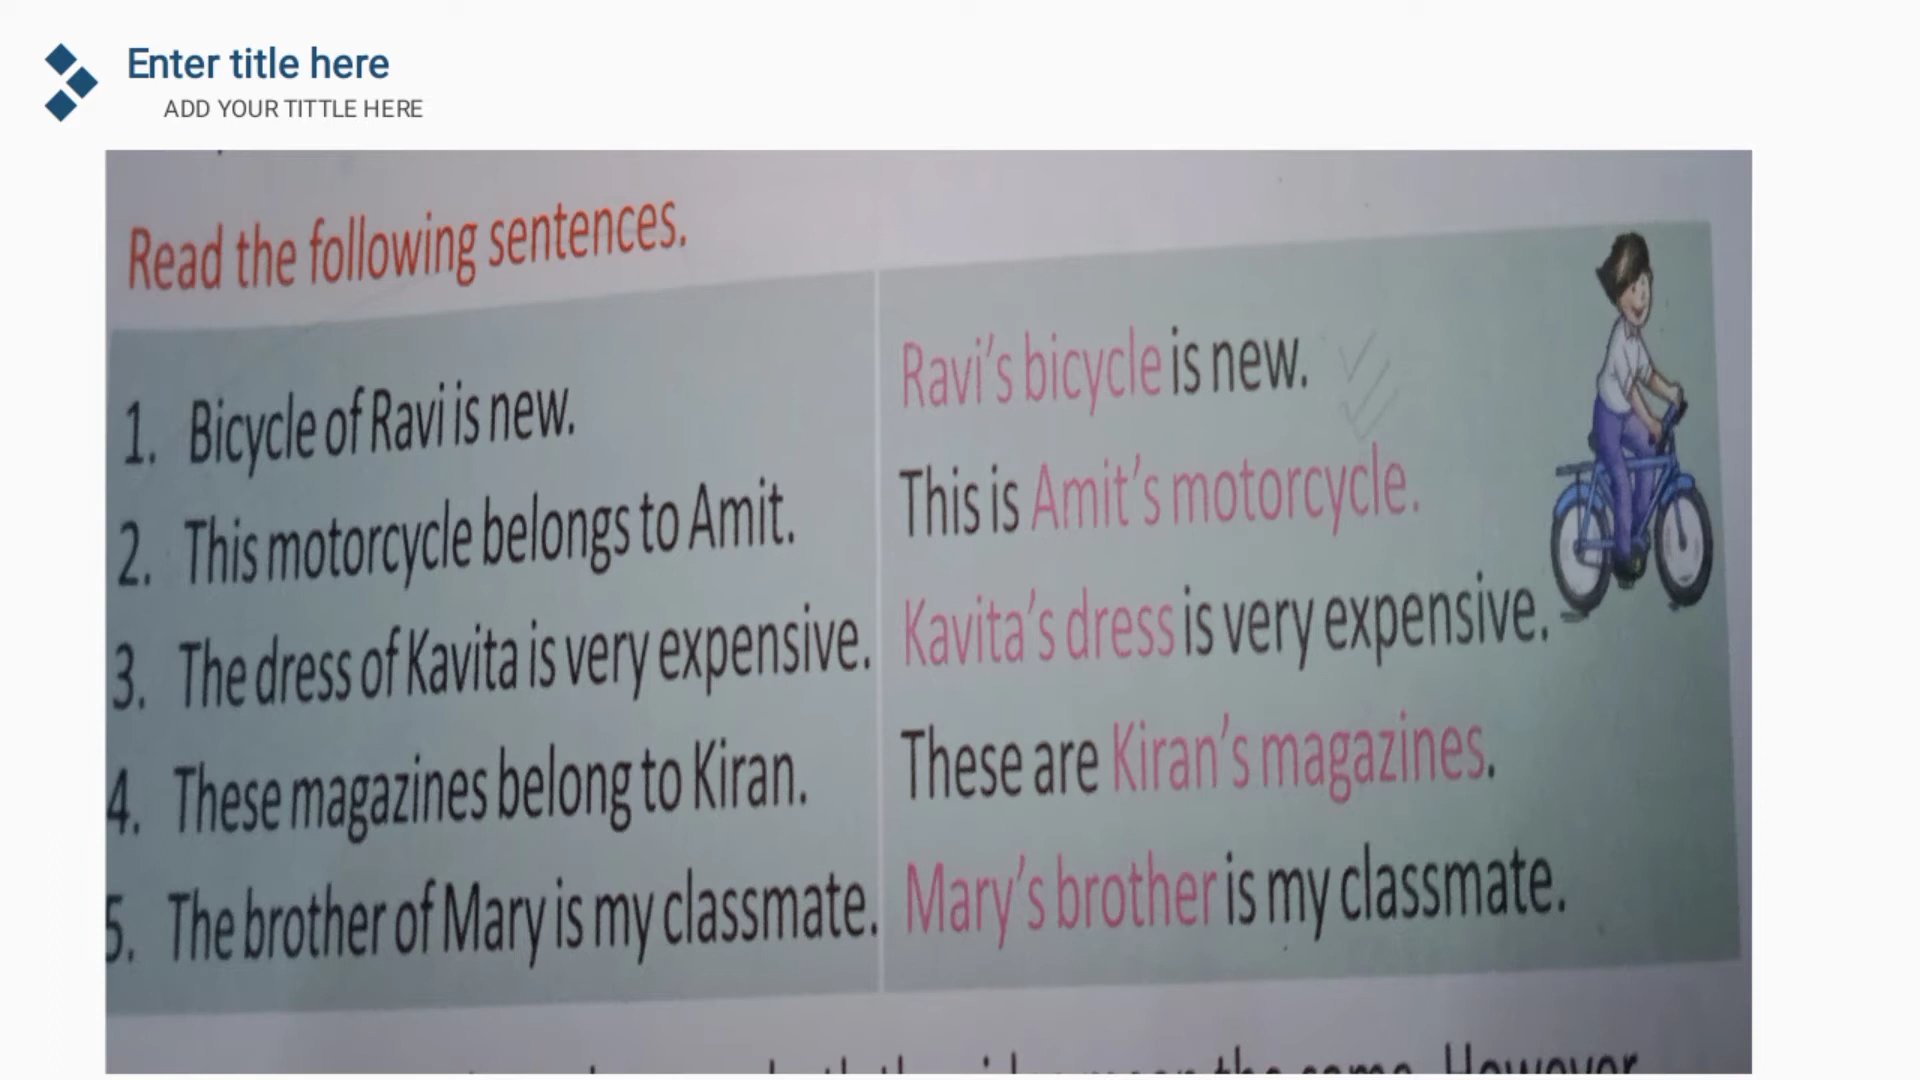 Enter title here
ADD YOUR TITTLE HERE
Read the following sentences.
1. Bicycle of Ravi is new.
Ravi's bicycle is new.
2. This motorcycle belongs to Amit.
This is Amit's motorcycle.
3. The dress of Kavita is very expensive.
Kavita's dress is very expensive.
4. These magazines belong to Kiran.
These are Kiran's magazines.
5. The brother of Mary is my classmate.
Mary's brother is my classmate.
the same. However